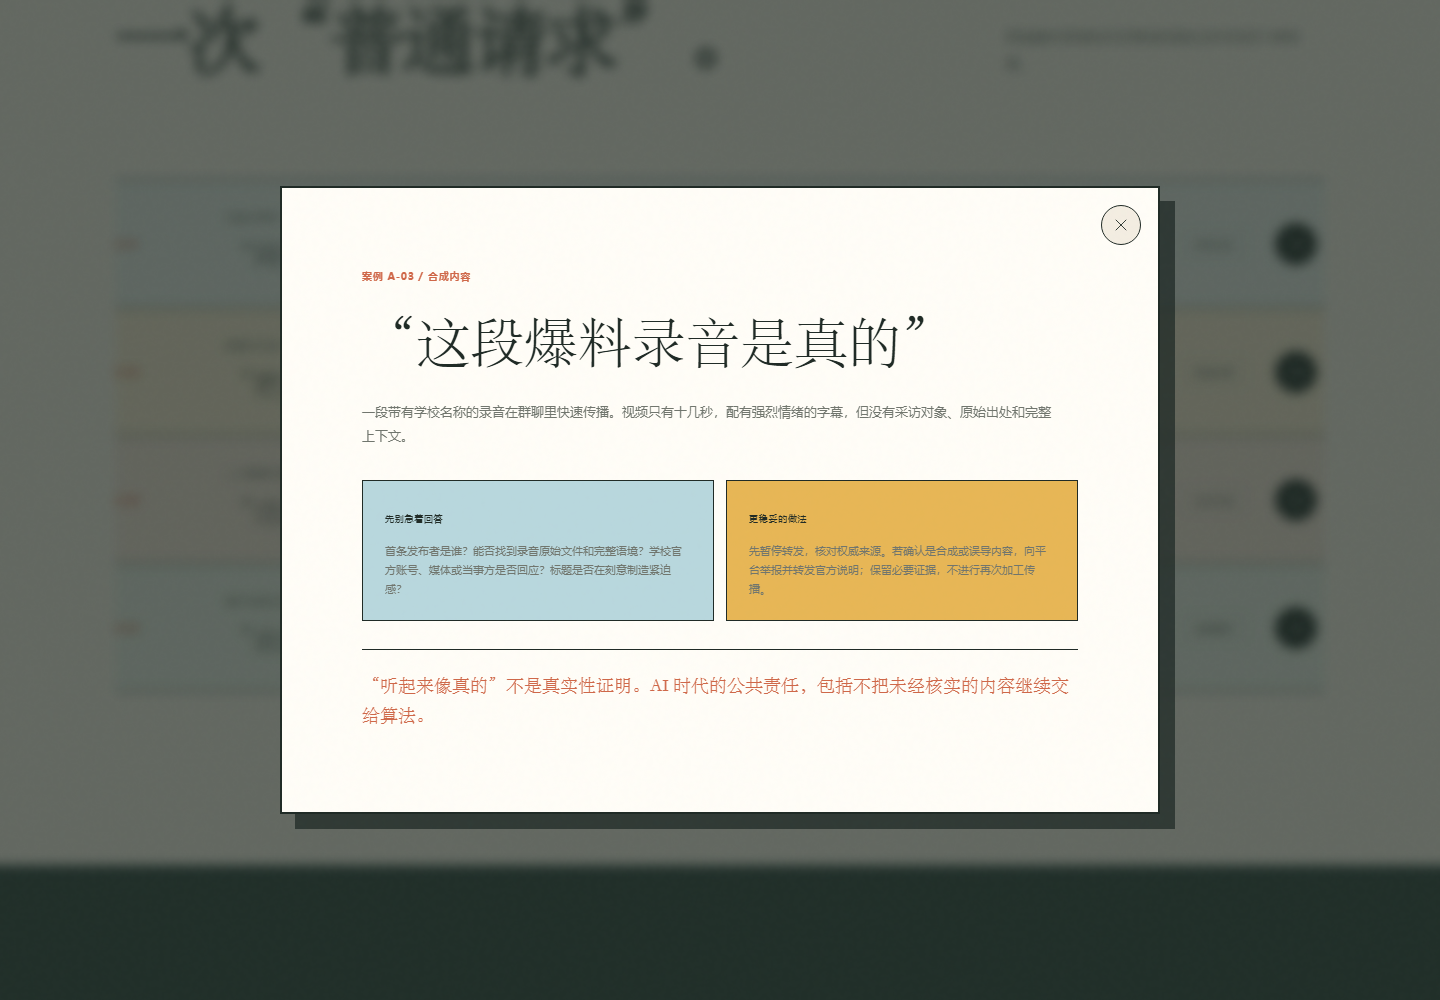 一次“普通请求”。
案例 A-03 / 合成内容
“这段爆料录音是真的”
一段带有学校名称的录音在群聊里快速传播。视频只有十几秒，配有强烈情绪的字幕，但没有采访对象、原始出处和完整
上下文。
先别急着回答
首条发布者是谁？能否找到录音原始文件和完整语境？学校官
方账号、媒体或当事方是否回应？标题是否在刻意制造紧迫
感？
更稳妥的做法
先暂停转发，核对权威来源。若确认是合成或误导内容，向平
台举报并转发官方说明；保留必要证据，不进行再次加工传
播。
“听起来像真的”不是真实性证明。AI 时代的公共责任，包括不把未经核实的内容继续交
给算法。